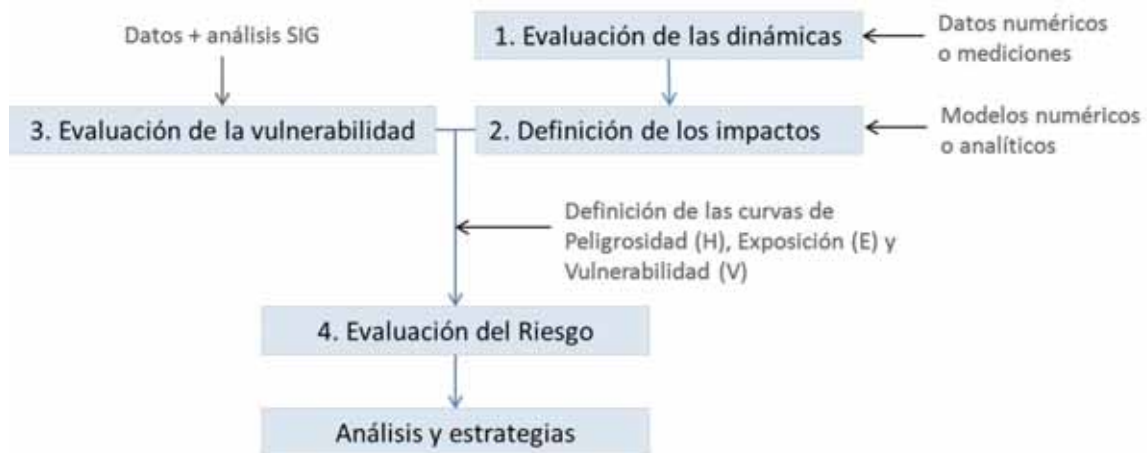 Datos + análisis SIG
1. Evaluación de las dinámicas
Datos numéricos
o mediciones
3. Evaluación de la vulnerabilidad
2. Definición de los impactos
Modelos numéricos
o analíticos
Definición de las curvas de
Peligrosidad (H), Exposición (E) y
Vulnerabilidad (V)
4. Evaluación del Riesgo
Análisis y estrategias